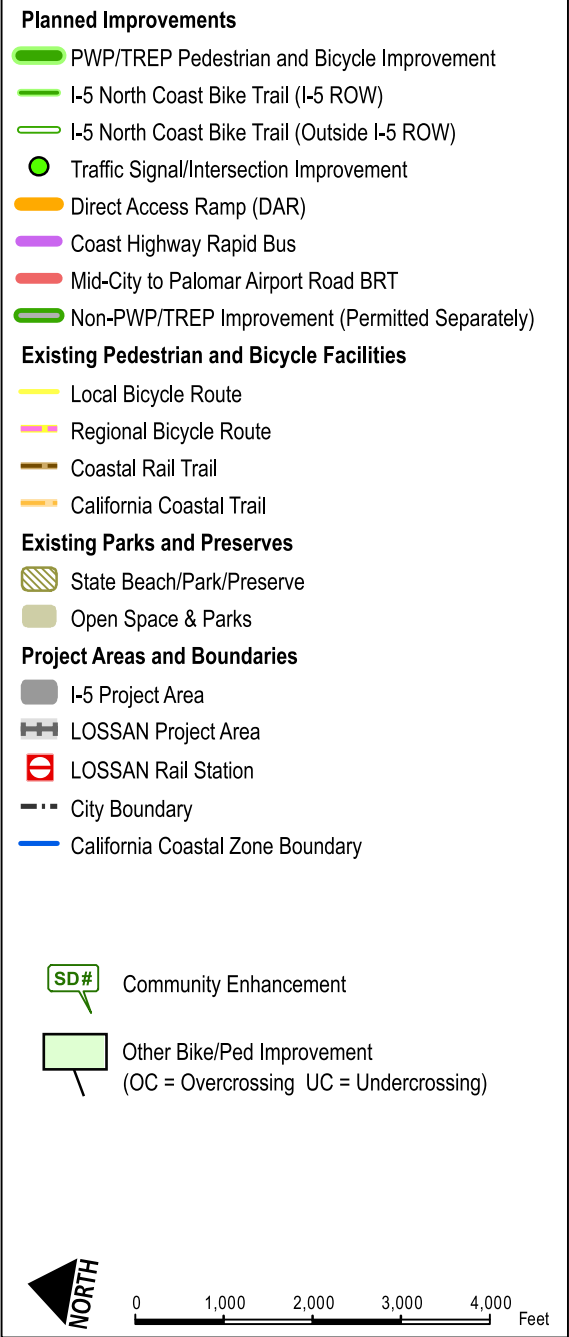 Planned Improvements
PWP/TREP Pedestrian and Bicycle Improvement
I-5 North Coast Bike Trail (I-5 ROW)
I-5 North Coast Bike Trail (Outside I-5 ROW)
Traffic Signal/Intersection Improvement
Direct Access Ramp (DAR)
Coast Highway Rapid Bus
Mid-City to Palomar Airport Road BRT
Non-PWP/TREP Improvement (Permitted Separately)
Existing Pedestrian and Bicycle Facilities
Local Bicycle Route
Regional Bicycle Route
Coastal Rail Trail
California Coastal Trail
Existing Parks and Preserves
State Beach/Park/Preserve
Open Space & Parks
Project Areas and Boundaries
I-5 Project Area
LOSSAN Project Area
LOSSAN Rail Station
City Boundary
California Coastal Zone Boundary
SD# Community Enhancement
Other Bike/Ped Improvement
(OC = Overcrossing UC = Undercrossing)
NORTH
0 1,000 2,000 3,000 4,000
Feet